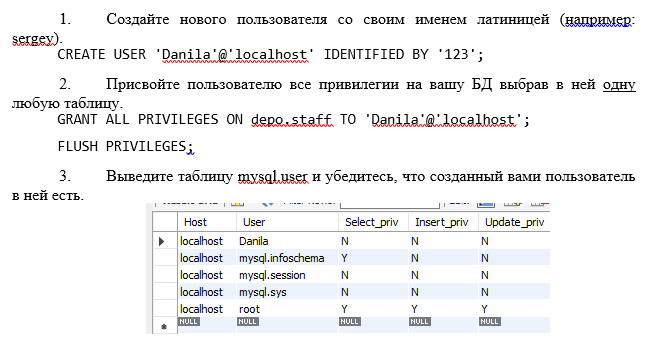 1. Создайте нового пользователя со своим именем латиницей (например:
sergey).
CREATE USER 'Danila'@'localhost' IDENTIFIED BY '123';
2. Присвойте пользователю все привилегии на вашу БД выбрав в ней одну
любую таблицу.
GRANT ALL PRIVILEGES ON depo.staff TO 'Danila'@'localhost';
FLUSH PRIVILEGES;
3. Выведите таблицу mysql.user и убедитесь, что созданный вами пользователь
в ней есть.
Host User Select_priv Insert_priv Update_priv
localhost Danila N N N
localhost mysql.infoschema Y N N
localhost mysql.session N N N
localhost mysql.sys N N N
localhost root Y Y Y
NULL NULL NULL NULL NULL